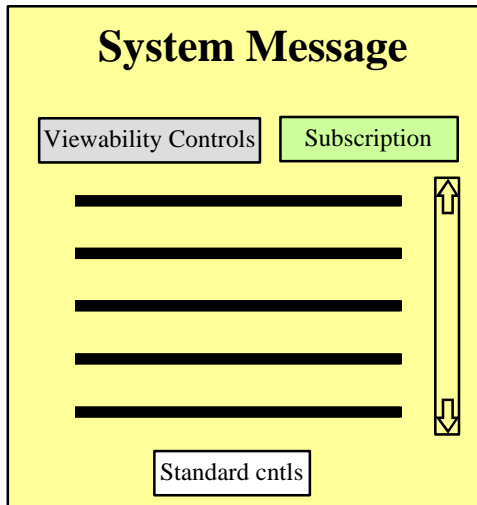 System Message
Viewability Controls
Subscription
Standard cntls